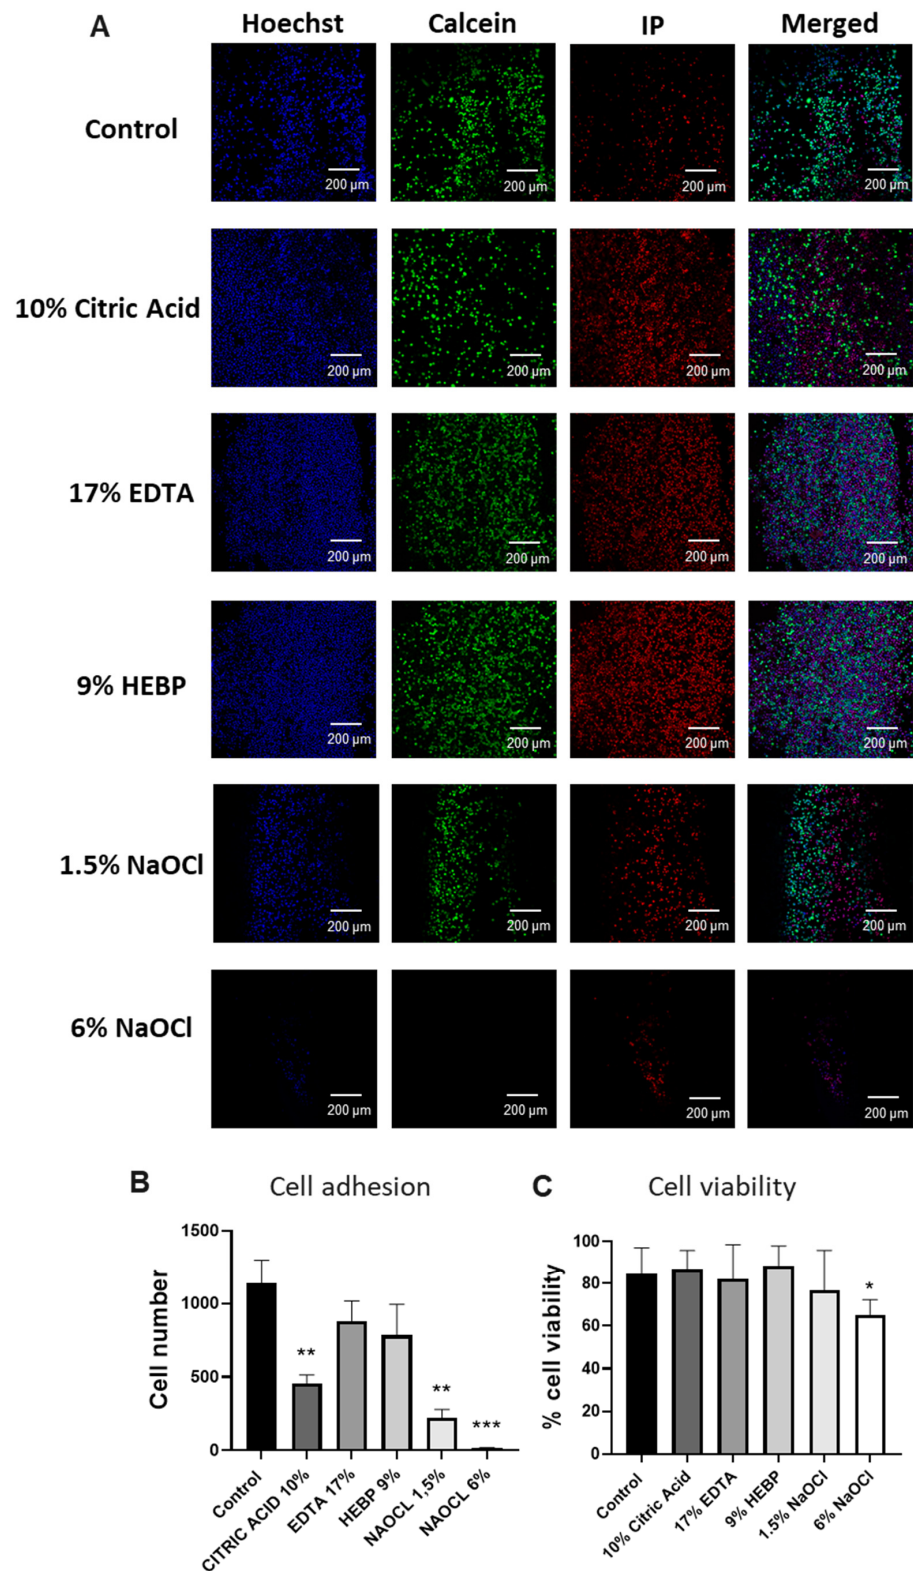 A Hoechst Calcein IP Merged
Control
200 µm 200 µm 200 µm 200 µm
10% Citric Acid
200 µm 200 µm 200 µm 200 µm
17% EDTA
200 µm 200 µm 200 µm 200 µm
9% HEBP
200 µm 200 µm 200 µm 200 µm
1.5% NaOCl
200 µm 200 µm 200 µm 200 µm
6% NaOCl
200 µm 200 µm 200 µm 200 µm
B Cell adhesion
Cell number
1500
1000
500
0
**
**
***
Control
CITRIC ACID 10%
EDTA 17%
HEBP 9%
NAOCL 1,5%
NAOCL 6%
C Cell viability
% cell viability
100
80
60
40
20
0
*
Control
10% Citric Acid
17% EDTA
9% HEBP
1.5% NaOCl
6% NaOCl